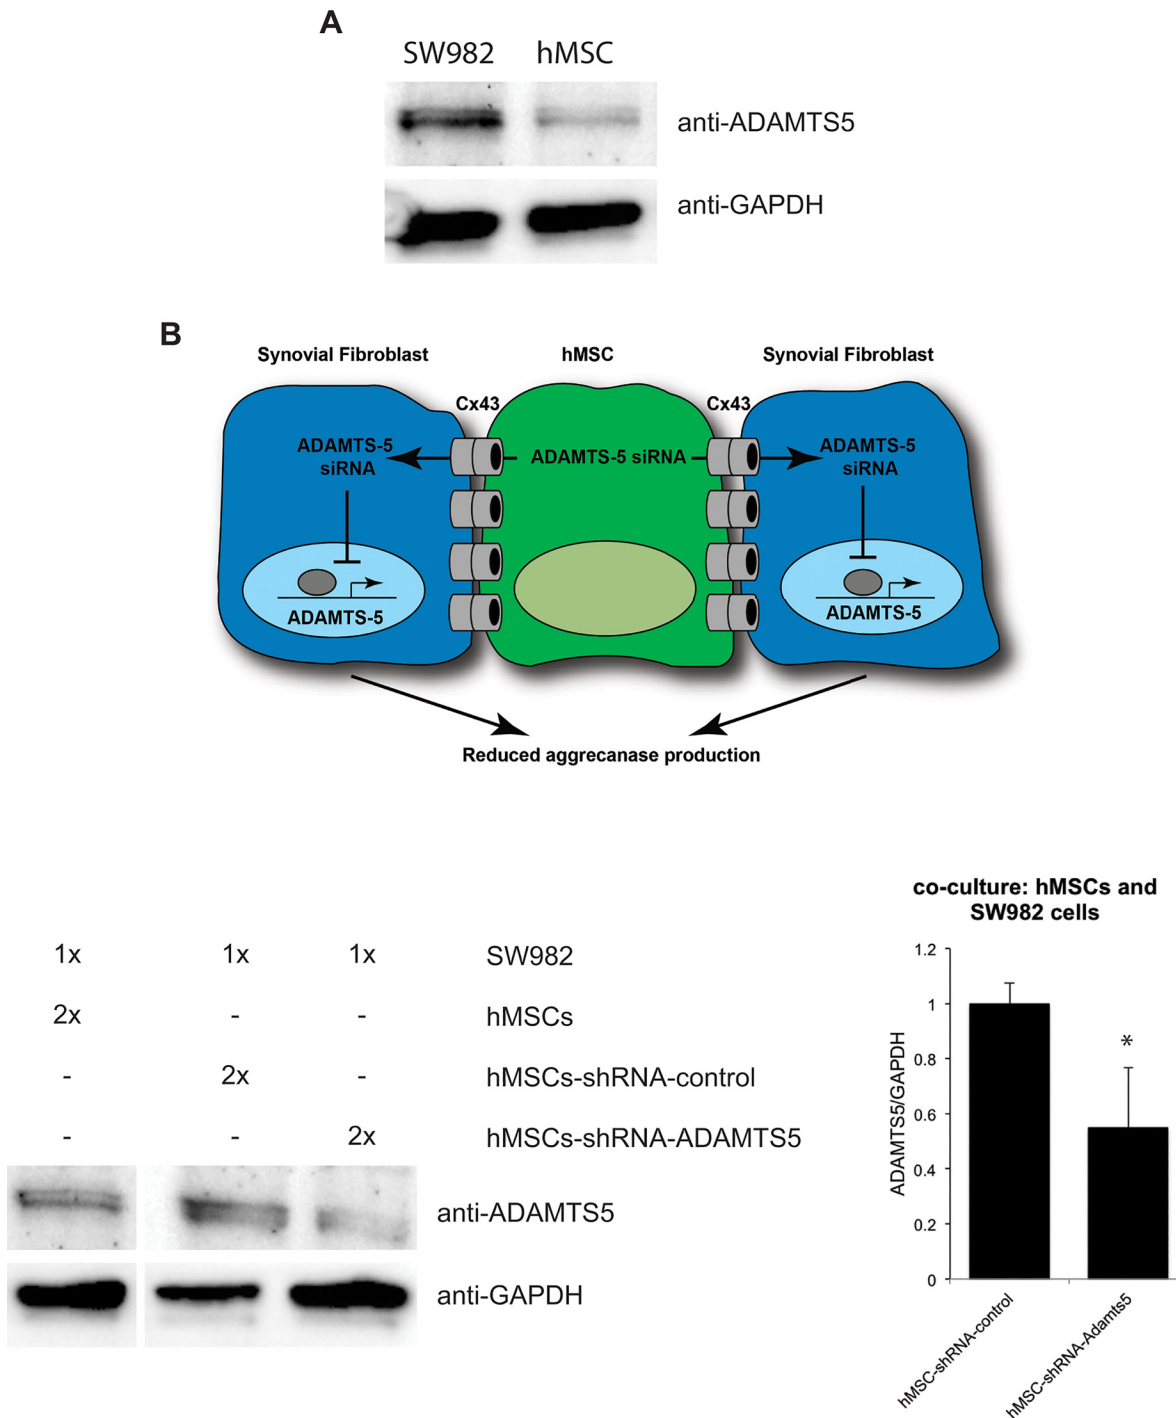 A
SW982 hMSC
anti-ADAMTS5
anti-GAPDH
B
Synovial Fibroblast hMSC Synovial Fibroblast
Cx43 Cx43
ADAMTS-5
siRNA
ADAMTS-5 siRNA
ADAMTS-5
siRNA
ADAMTS-5
ADAMTS-5
Reduced aggrecanase production
1x 1x 1x SW982
2x - - hMSCs
- 2x - hMSCs-shRNA-control
- - 2x hMSCs-shRNA-ADAMTS5
anti-ADAMTS5
anti-GAPDH
co-culture: hMSCs and
SW982 cells
ADAMTS5/GAPDH
1.2
1
0.8
0.6
0.4
0.2
0
*
hMSC-shRNA-control
hMSC-shRNA-Adamts5